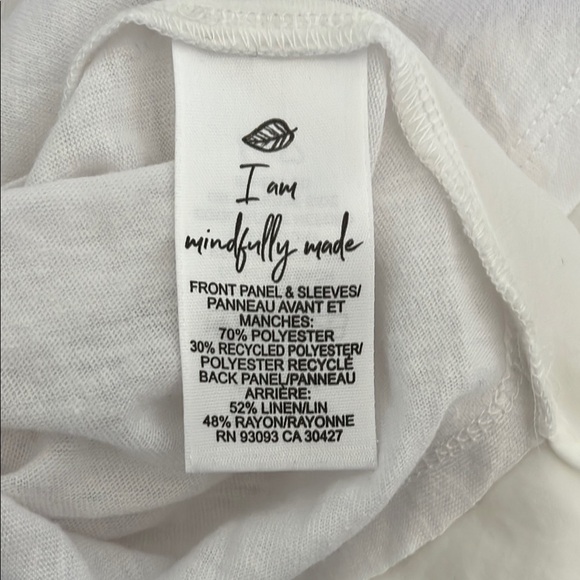 I am
mindfully made
FRONT PANEL & SLEEVES/
PANNEAU AVANT ET
MANCHES:
70% POLYESTER
30% RECYCLED POLYESTER/
POLYESTER RECYCLÉ
BACK PANEL/PANNEAU
ARRIÈRE:
52% LINEN/LIN
48% RAYON/RAYONNE
RN 93093 CA 30427